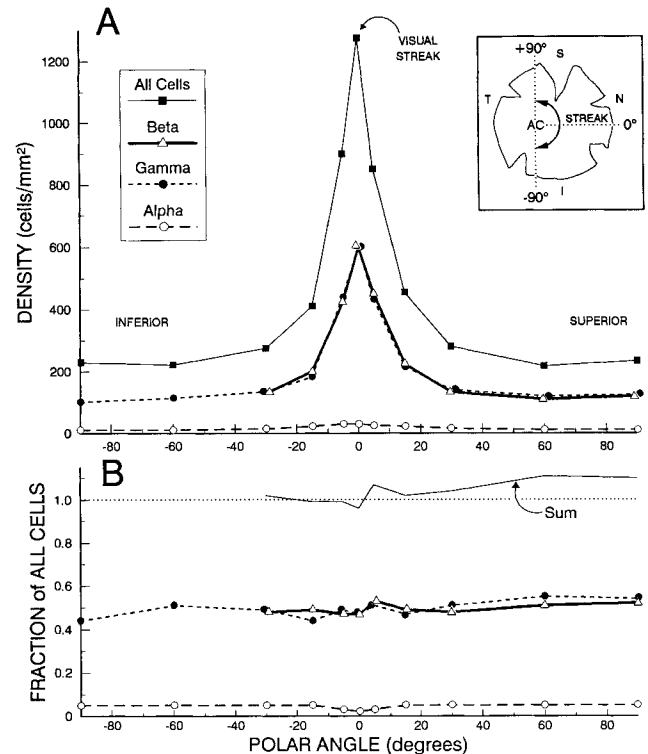 A
VISUAL
STREAK
DENSITY (cells/mm²)
1200
1000
800
600
400
200
0
All Cells
Beta
Gamma
Alpha
+90°
S
T
N
AC
STREAK
0°
-90°
I
INFERIOR
SUPERIOR
-80 -60 -40 -20 0 20 40 60 80
B
FRACTION of ALL CELLS
1.0
0.8
0.6
0.4
0.2
0
Sum
-80 -60 -40 -20 0 20 40 60 80
POLAR ANGLE (degrees)